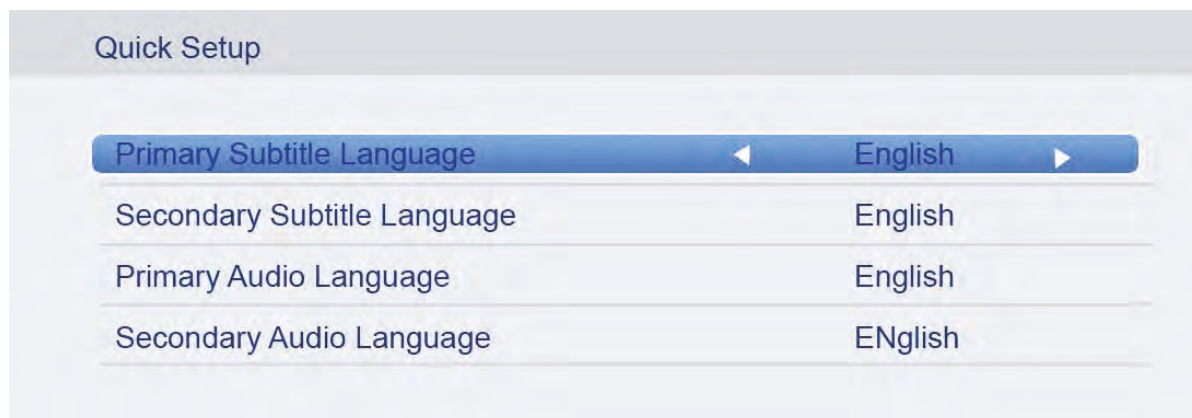 Quick Setup
Primary Subtitle Language English
Secondary Subtitle Language English
Primary Audio Language English
Secondary Audio Language ENglish